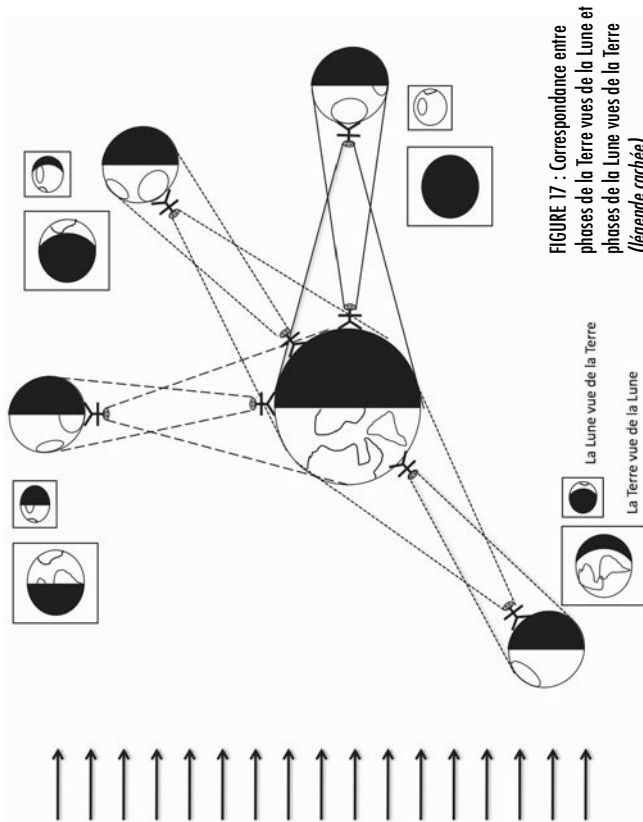 FIGURE 17 : Correspondance entre
phases de la Terre vues de la Lune et
phases de la Lune vues de la Terre
(légende cachée)
La Lune vue de la Terre
La Terre vue de la Lune